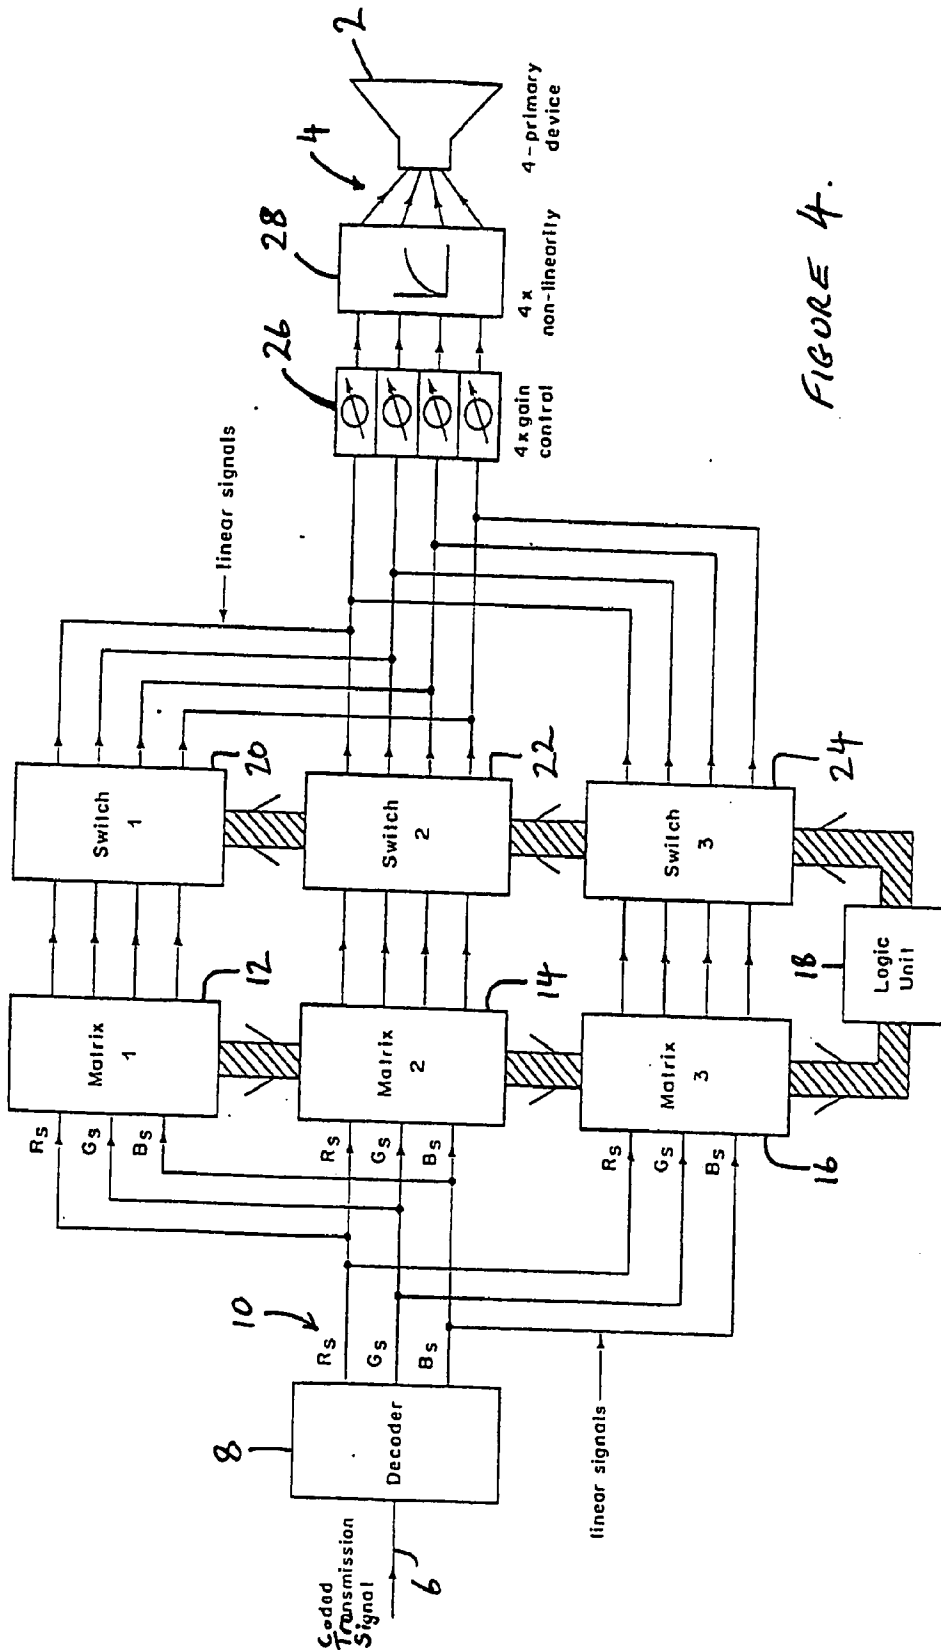 Coded
Transmission
Signal
6
8
Decoder
10
Rs
Gs
Bs
linear signals
Rs
Gs
Bs
Matrix
1
12
Rs
Gs
Bs
Matrix
2
14
Rs
Gs
Bs
Matrix
3
16
18
Logic
Unit
Switch
1
20
Switch
2
22
Switch
3
24
linear signals
26
4x gain
control
28
4x
non-linearity
4
2
4-primary
device
FIGURE 4.